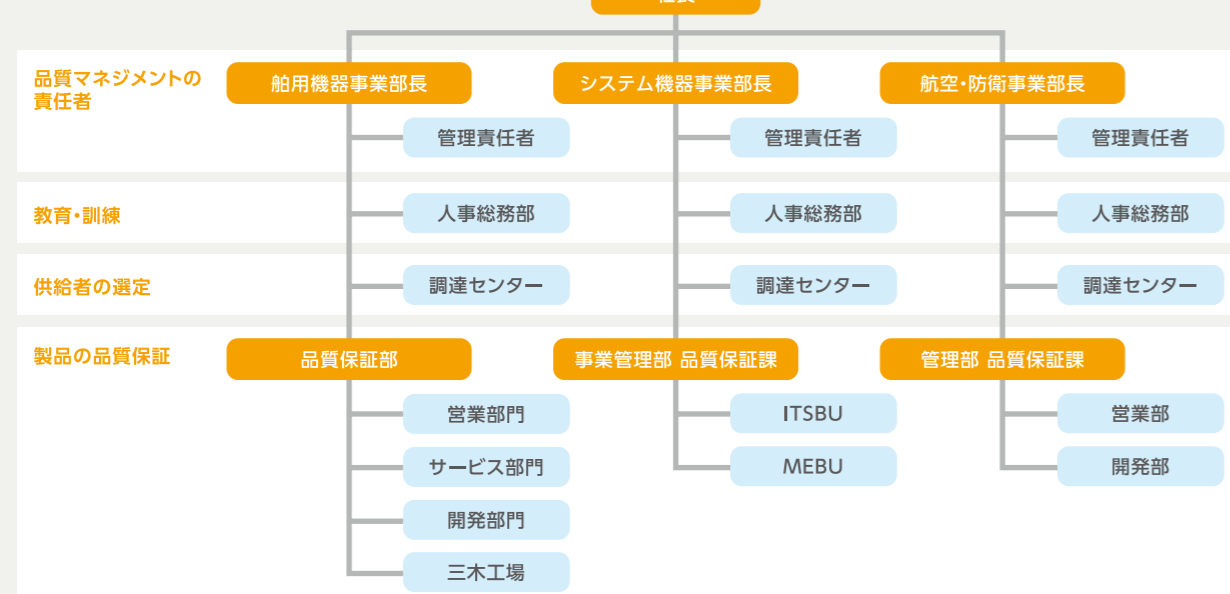 社長
品質マネジメントの
責任者
舶用機器事業部長
システム機器事業部長
航空・防衛事業部長
管理責任者
管理責任者
管理責任者
教育・訓練
人事総務部
人事総務部
人事総務部
供給者の選定
調達センター
調達センター
調達センター
製品の品質保証
品質保証部
事業管理部 品質保証課
管理部 品質保証課
営業部門
ITSBU
営業部
サービス部門
MEBU
開発部
開発部門
三木工場